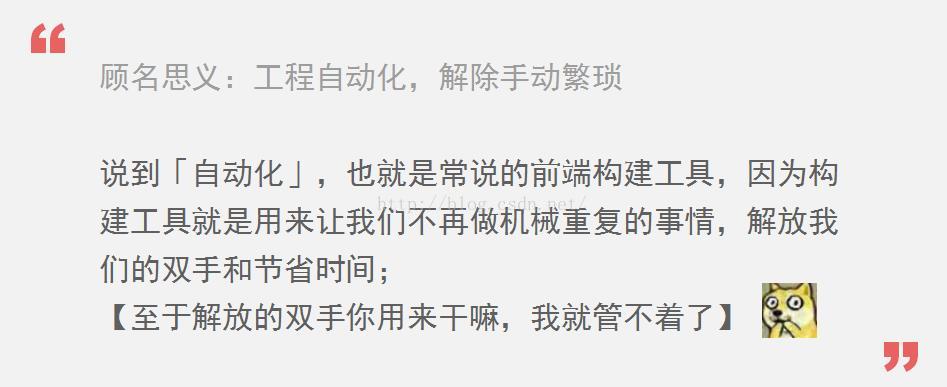 顾名思义：工程自动化，解除手动繁琐
说到「自动化」，也就是常说的前端构建工具，因为构
建工具就是用来让我们不再做机械重复的事情，解放我
们的双手和节省时间；
【至于解放的双手你用来干嘛，我就管不着了】
http://blog.csdn.net/